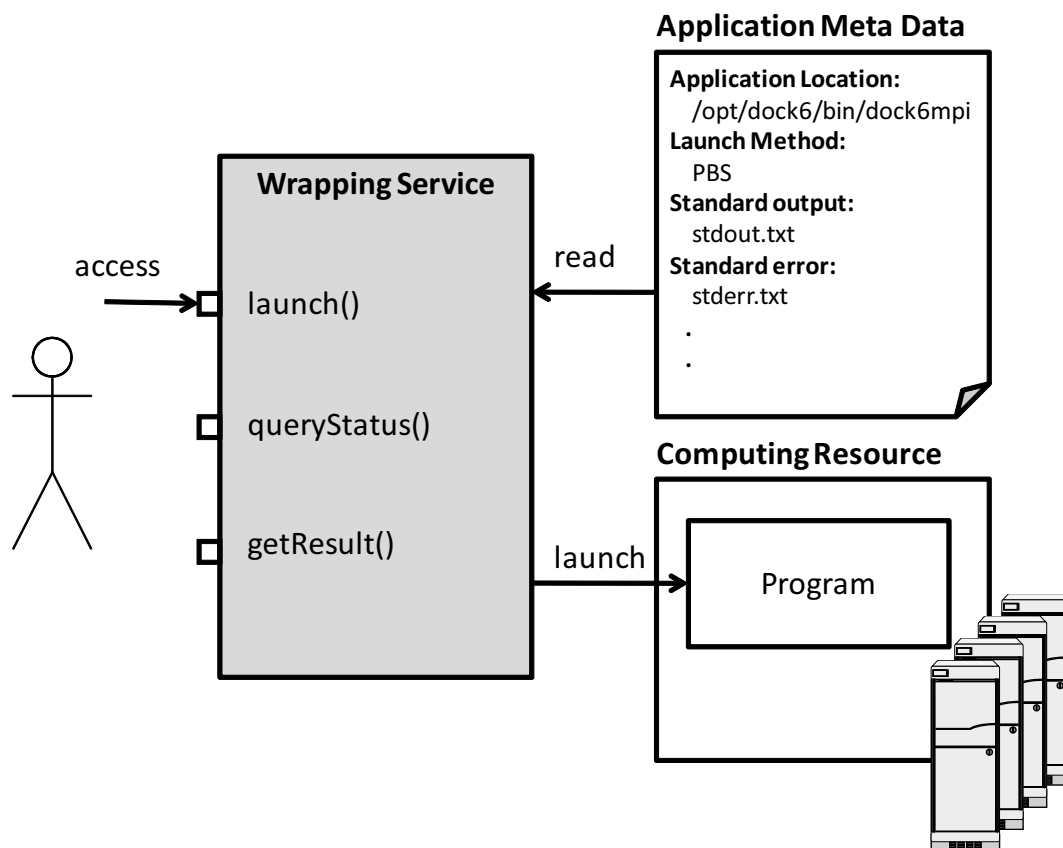 Application Meta Data
Application Location:
/opt/dock6/bin/dock6mpi
Launch Method:
PBS
Standard output:
stdout.txt
Standard error:
stderr.txt
.
.
Wrapping Service
access
read
launch()
queryStatus()
getResult()
launch
Computing Resource
Program